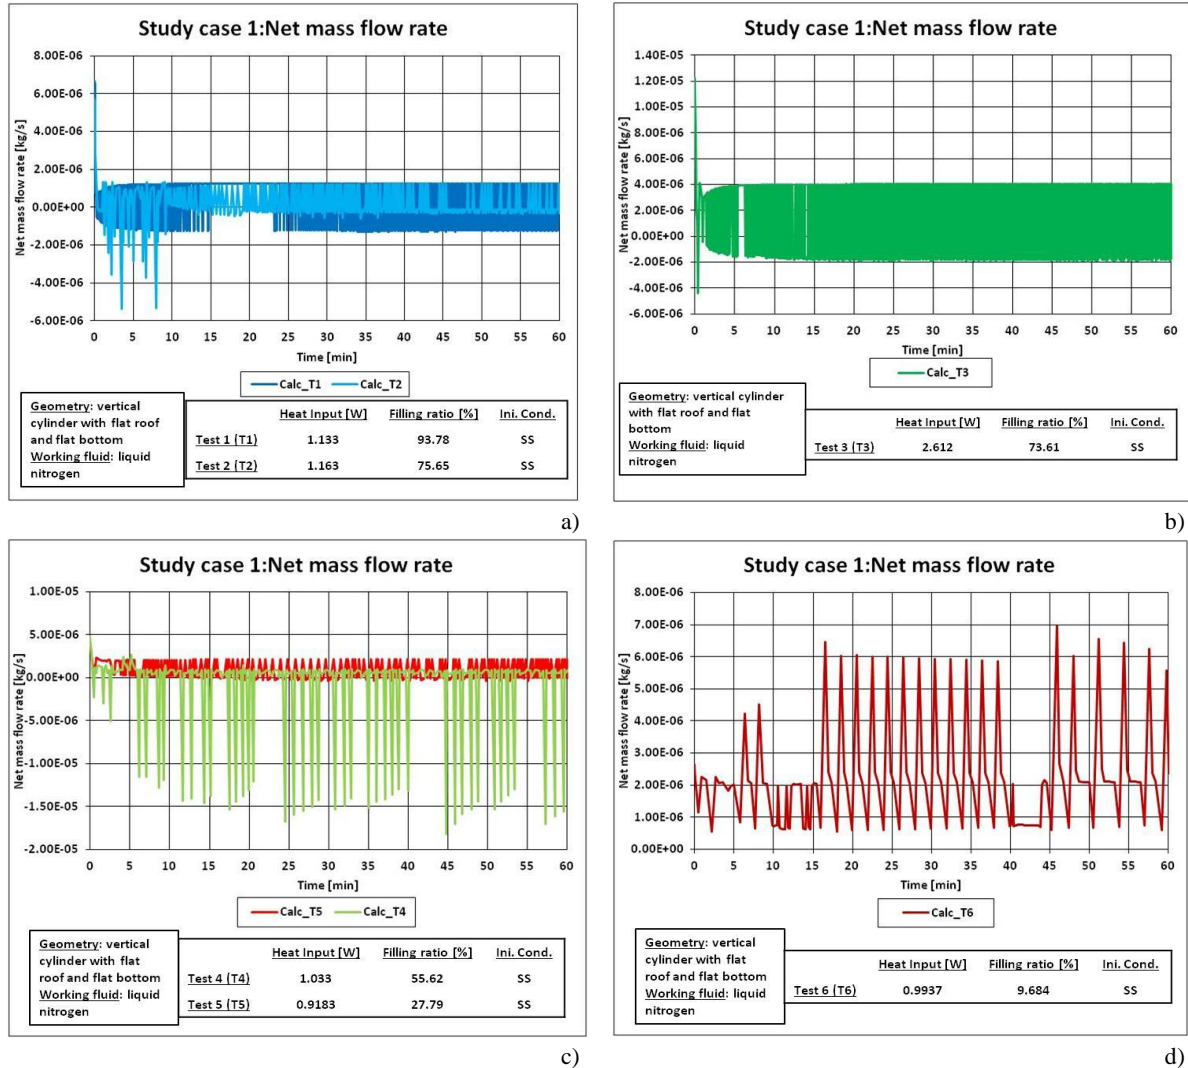 Study case 1:Net mass flow rate
8.00E-06
6.00E-06
4.00E-06
2.00E-06
0.00E+00
-2.00E-06
-4.00E-06
-6.00E-06
Net mass flow rate [kg/s]
0 5 10 15 20 25 30 35 40 45 50 55 60
Time [min]
Calc_T1 Calc_T2
Geometry: vertical
cylinder with flat roof
and flat bottom
Working fluid: liquid
nitrogen
Heat Input [W] Filling ratio [%] Ini. Cond.
Test 1 (T1) 1.133 93.78 SS
Test 2 (T2) 1.163 75.65 SS
a)
Study case 1:Net mass flow rate
1.40E-05
1.20E-05
1.00E-05
8.00E-06
6.00E-06
4.00E-06
2.00E-06
0.00E+00
-2.00E-06
-4.00E-06
-6.00E-06
Net mass flow rate [kg/s]
0 5 10 15 20 25 30 35 40 45 50 55 60
Time [min]
Calc_T3
Geometry: vertical cylinder
with flat roof and flat
bottom
Working fluid: liquid
nitrogen
Heat Input [W] Filling ratio [%] Ini. Cond.
Test 3 (T3) 2.612 73.61 SS
b)
Study case 1:Net mass flow rate
1.00E-05
5.00E-06
0.00E+00
-5.00E-06
-1.00E-05
-1.50E-05
-2.00E-05
Net mass flow rate [kg/s]
0 5 10 15 20 25 30 35 40 45 50 55 60
Time [min]
Calc_T5 Calc_T4
Geometry: vertical
cylinder with flat
roof and flat bottom
Working fluid: liquid
nitrogen
Heat Input [W] Filling ratio [%] Ini. Cond.
Test 4 (T4) 1.033 55.62 SS
Test 5 (T5) 0.9183 27.79 SS
c)
Study case 1:Net mass flow rate
8.00E-06
7.00E-06
6.00E-06
5.00E-06
4.00E-06
3.00E-06
2.00E-06
1.00E-06
0.00E+00
Net mass flow rate [kg/s]
0 5 10 15 20 25 30 35 40 45 50 55 60
Time [min]
Calc_T6
Geometry: vertical
cylinder with flat
roof and flat bottom
Working fluid: liquid
nitrogen
Heat Input [W] Filling ratio [%] Ini. Cond.
Test 6 (T6) 0.9937 9.684 SS
d)